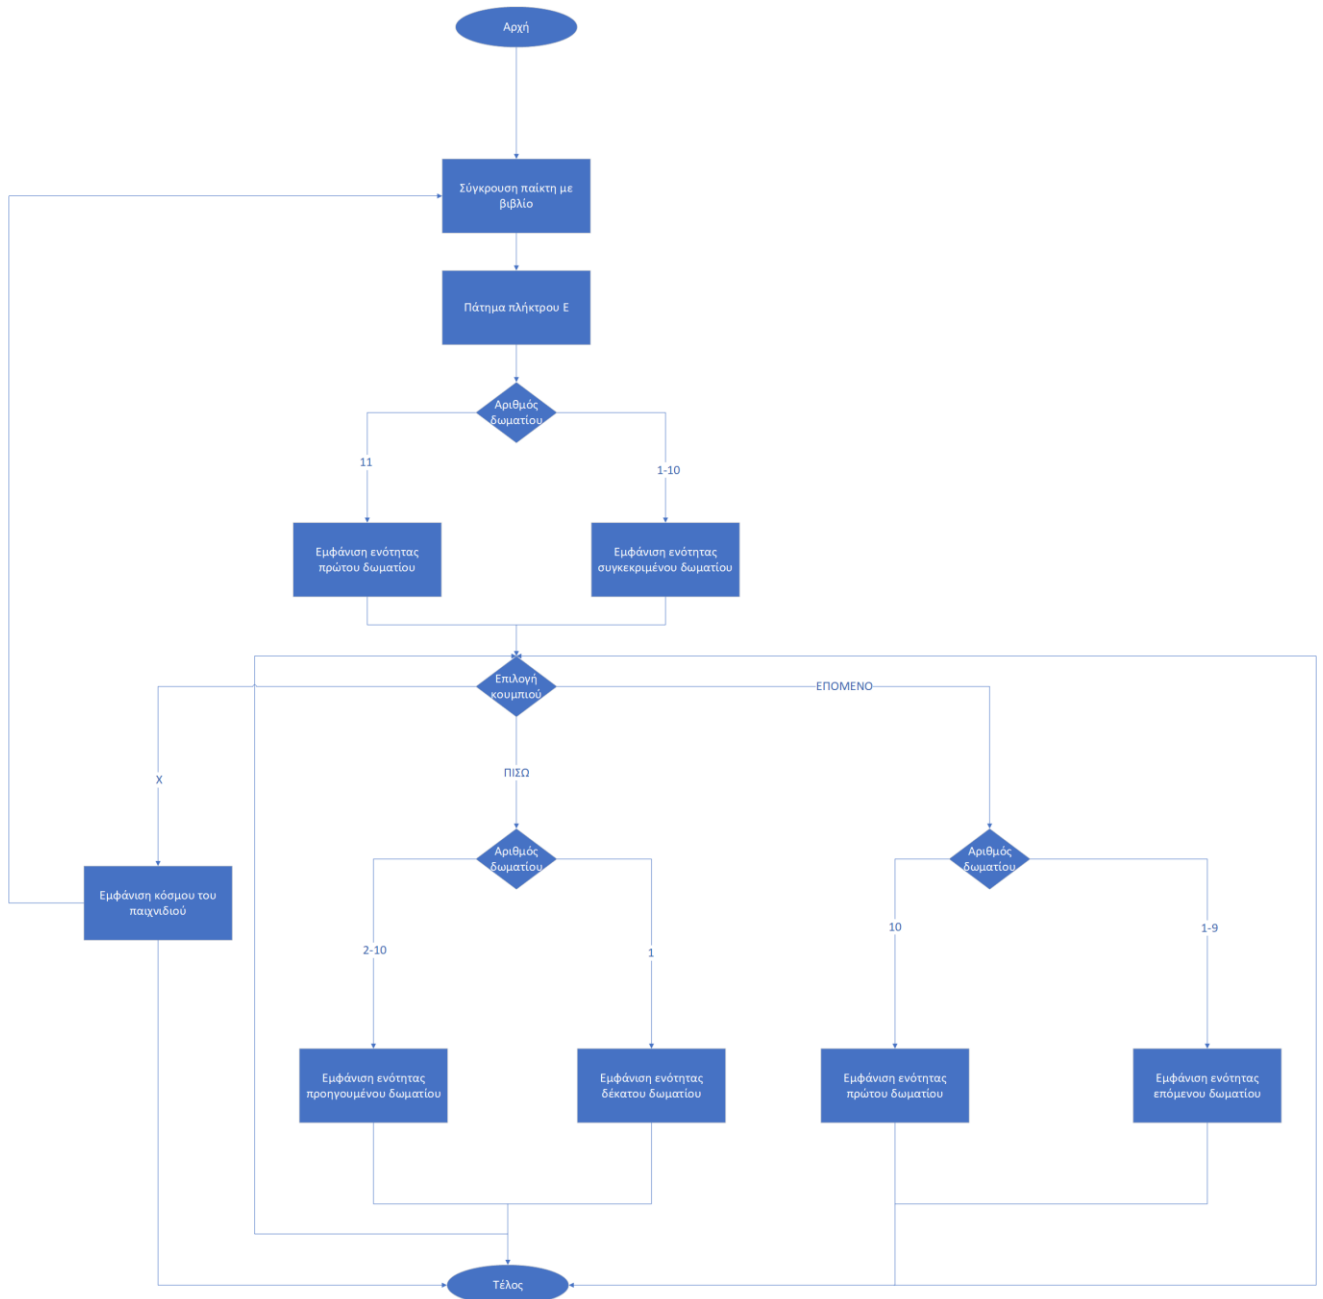 Αρχή
Σύγκρουση παίκτη με
βιβλίο
Πάτημα πλήκτρου Ε
Αριθμός
δωματίου
11
1-10
Εμφάνιση ενότητας
πρώτου δωματίου
Εμφάνιση ενότητας
συγκεκριμένου δωματίου
Επιλογή
κουμπιού
ΕΠΟΜΕΝΟ
ΠΙΣΩ
X
Αριθμός
δωματίου
Αριθμός
δωματίου
Εμφάνιση κόσμου του
παιχνιδιού
2-10
1
10
1-9
Εμφάνιση ενότητας
προηγουμένου δωματίου
Εμφάνιση ενότητας
δέκατου δωματίου
Εμφάνιση ενότητας
πρώτου δωματίου
Εμφάνιση ενότητας
επόμενου δωματίου
Τέλος